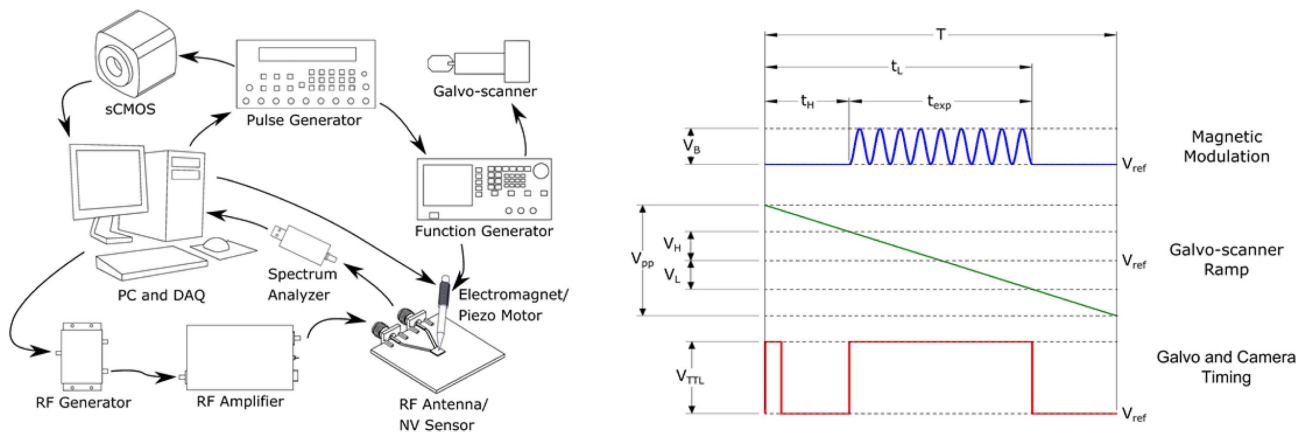 sCMOS
Pulse Generator
Galvo-scanner
Function Generator
PC and DAQ
Spectrum
Analyzer
Electromagnet/
Piezo Motor
RF Generator
RF Amplifier
RF Antenna/
NV Sensor
T
tL
tH
texp
VB
Vref
Magnetic
Modulation
Vpp
VH
VL
Vref
Galvo-scanner
Ramp
VTTL
Vref
Galvo and Camera
Timing